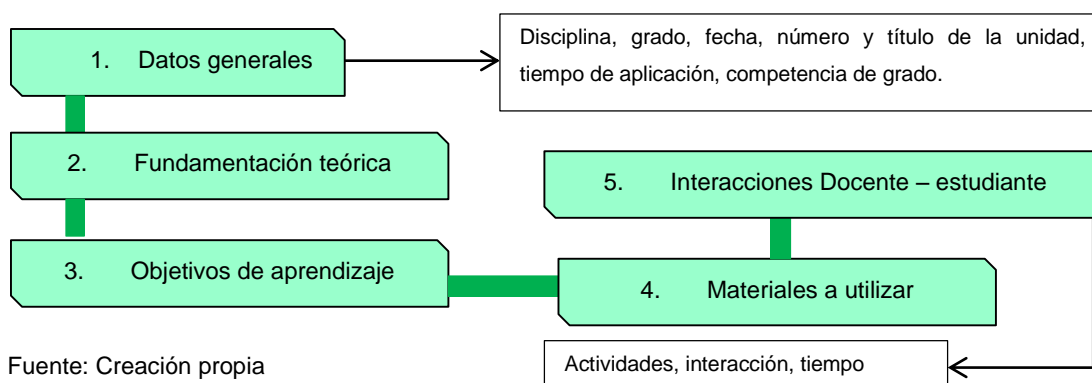 1. Datos generales
Disciplina, grado, fecha, número y título de la unidad,
tiempo de aplicación, competencia de grado.
2. Fundamentación teórica
3. Objetivos de aprendizaje
4. Materiales a utilizar
5. Interacciones Docente – estudiante
Actividades, interacción, tiempo
Fuente: Creación propia